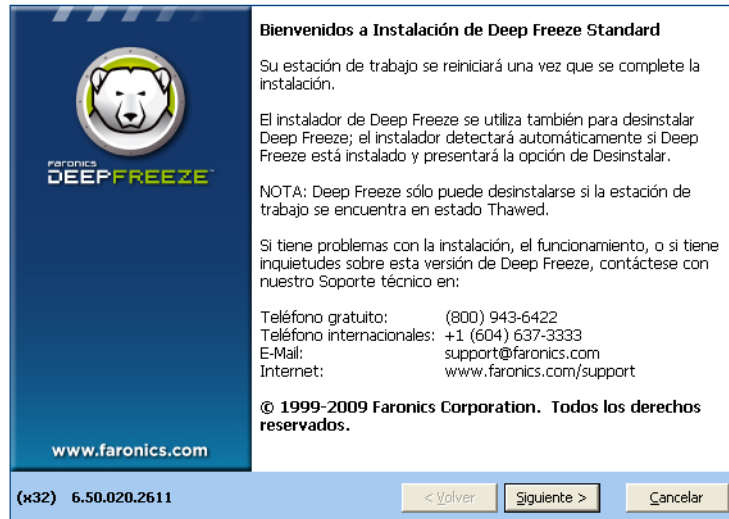 Bienvenidos a Instalación de Deep Freeze Standard
Su estación de trabajo se reiniciará una vez que se complete la
instalación.
El instalador de Deep Freeze se utiliza también para desinstalar
Deep Freeze; el instalador detectará automáticamente si Deep
Freeze está instalado y presentará la opción de Desinstalar.
NOTA: Deep Freeze sólo puede desinstalarse si la estación de
trabajo se encuentra en estado Thawed.
Si tiene problemas con la instalación, el funcionamiento, o si tiene
inquietudes sobre esta versión de Deep Freeze, contáctese con
nuestro Soporte técnico en:
Teléfono gratuito: (800) 943-6422
Teléfono internacionales: +1 (604) 637-3333
E-Mail: support@faronics.com
Internet: www.faronics.com/support
© 1999-2009 Faronics Corporation. Todos los derechos
reservados.
FARONICS
DEEPFREEZE
www.faronics.com
(x32) 6.50.020.2611
< Volver
Siguiente >
Cancelar